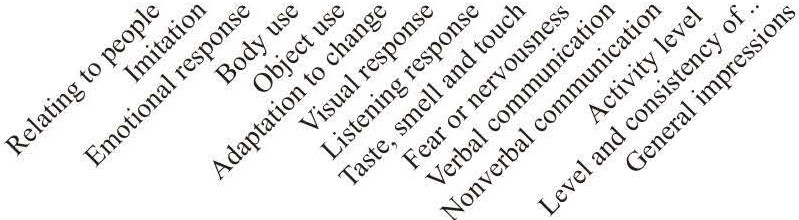 Relating to people
Imitation
Emotional response
Body use
Object use
Adaptation to change
Visual response
Listening response
Taste, smell and touch
Fear or nervousness
Verbal communication
Nonverbal communication
Activity level
Level and consistency of ..
General impressions